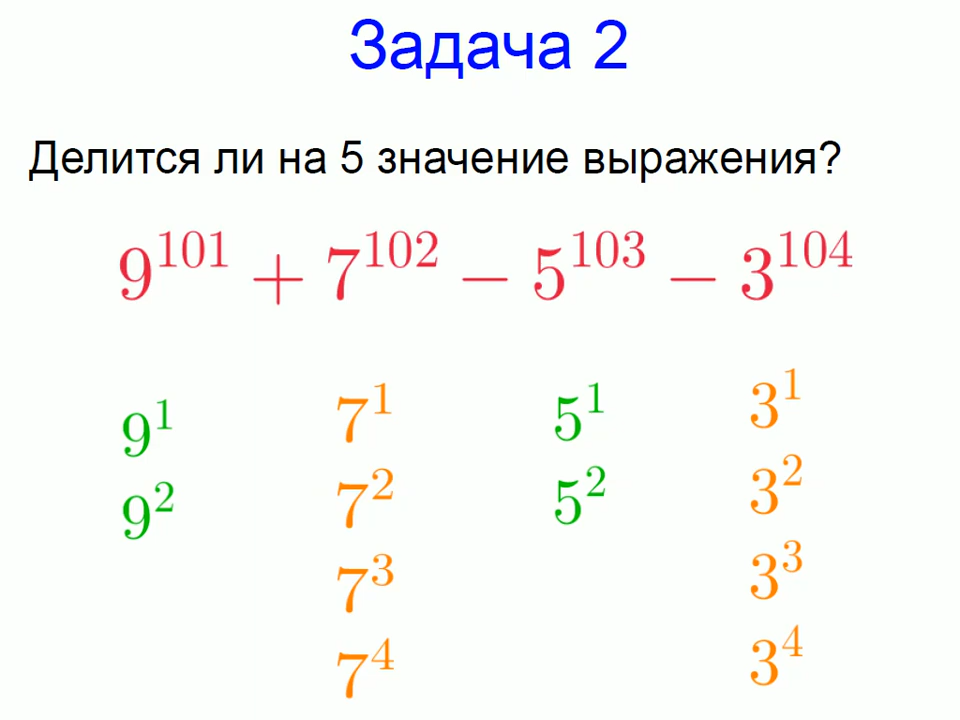 Задача 2
Делится ли на 5 значение выражения?
9^101 + 7^102 − 5^103 − 3^104
9^1 7^1 5^1 3^1
9^2 7^2 5^2 3^2
7^3 3^3
7^4 3^4